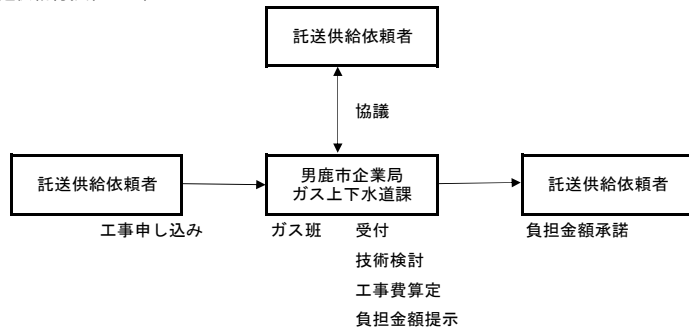 託送供給依頼者
協議
託送供給依頼者
男鹿市企業局
ガス上下水道課
託送供給依頼者
工事申し込み
ガス班 受付
負担金額承諾
技術検討
工事費算定
負担金額提示